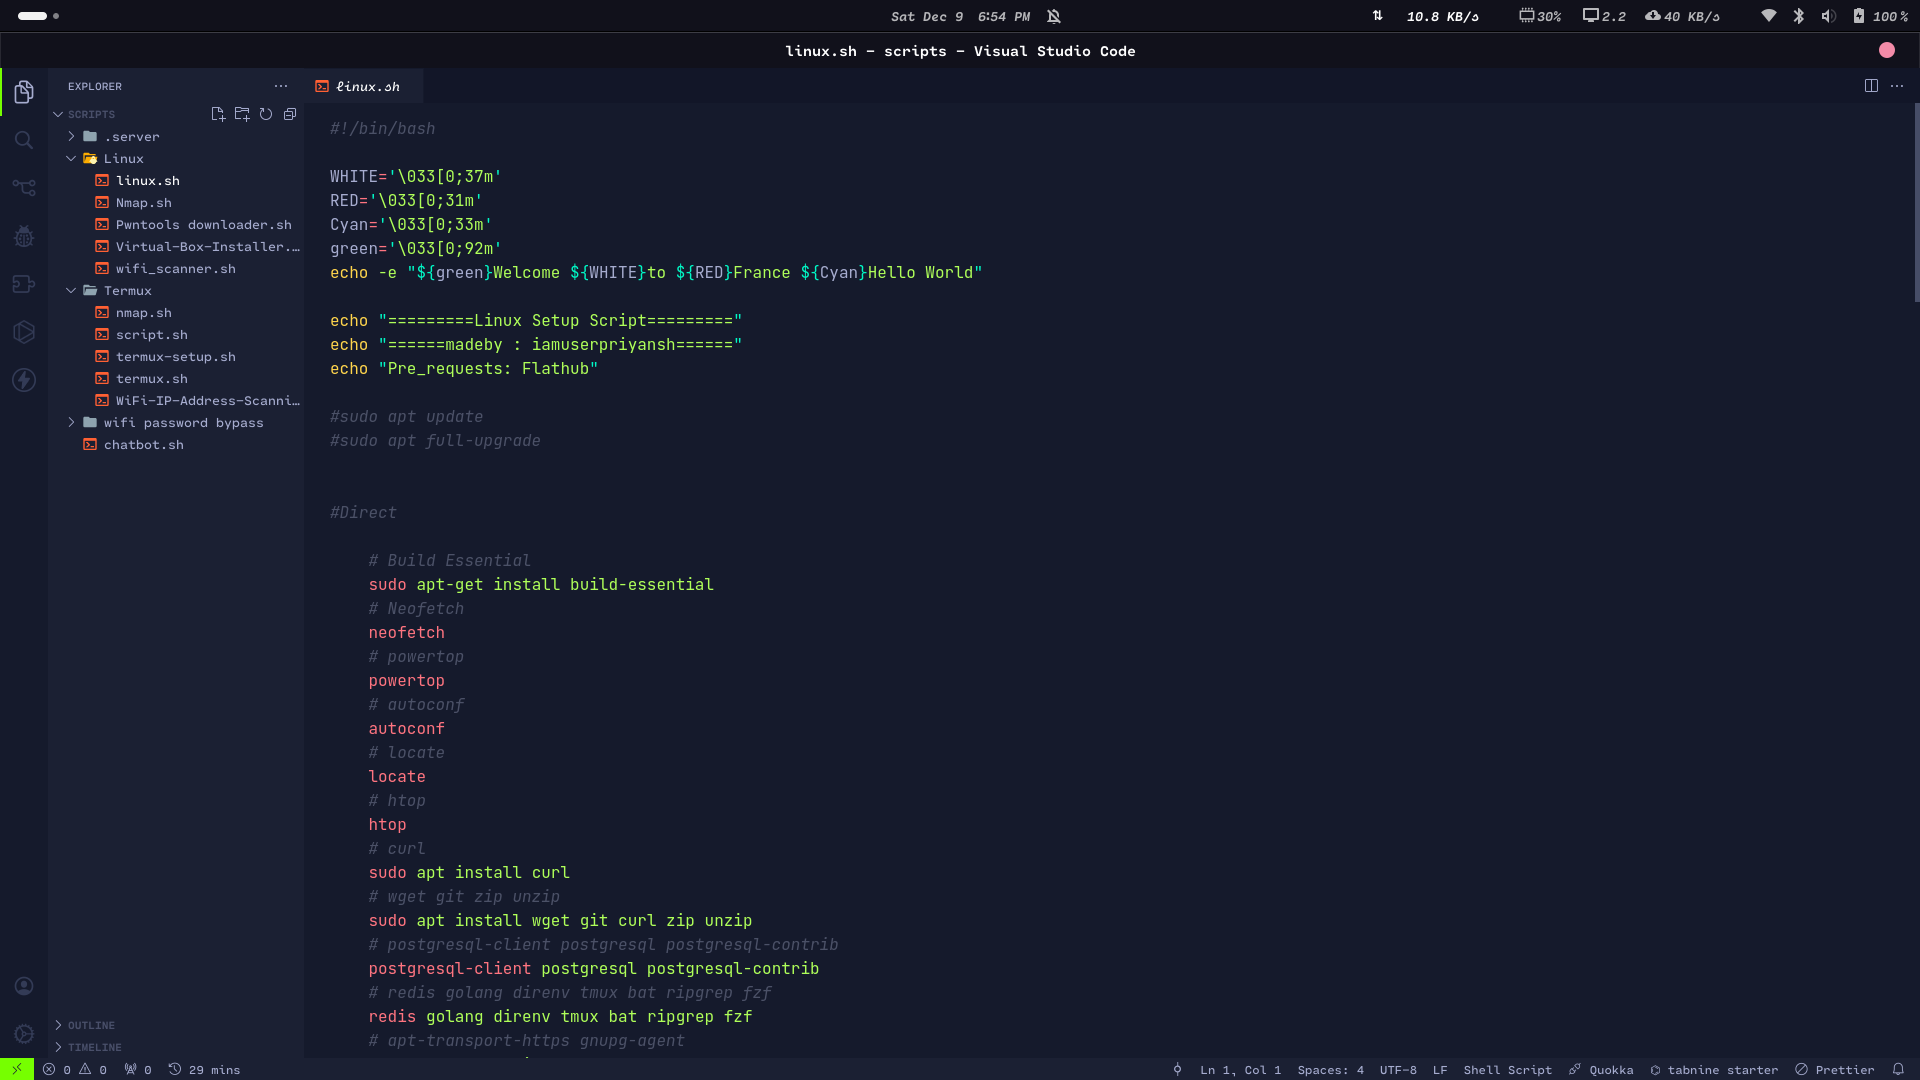 Sat Dec 9 6:54 PM
10.8 KB/s
30%
2.2
40 KB/s
100%
linux.sh - scripts - Visual Studio Code
EXPLORER
SCRIPTS
.server
Linux
linux.sh
Nmap.sh
Pwntools downloader.sh
Virtual-Box-Installer.…
wifi_scanner.sh
Termux
nmap.sh
script.sh
termux-setup.sh
termux.sh
WiFi-IP-Address-Scanni…
wifi password bypass
chatbot.sh
OUTLINE
TIMELINE
linux.sh
#!/bin/bash
WHITE='\033[0;37m'
RED='\033[0;31m'
Cyan='\033[0;33m'
green='\033[0;92m'
echo -e "${green}Welcome ${WHITE}to ${RED}France ${Cyan}Hello World"
echo "=========Linux Setup Script========="
echo "======madeby : iamuserpriyansh======"
echo "Pre_requests: Flathub"
#sudo apt update
#sudo apt full-upgrade
#Direct
# Build Essential
sudo apt-get install build-essential
# Neofetch
neofetch
# powertop
powertop
# autoconf
autoconf
# locate
locate
# htop
htop
# curl
sudo apt install curl
# wget git zip unzip
sudo apt install wget git curl zip unzip
# postgresql-client postgresql postgresql-contrib
postgresql-client postgresql postgresql-contrib
# redis golang direnv tmux bat ripgrep fzf
redis golang direnv tmux bat ripgrep fzf
# apt-transport-https gnupg-agent
0 0 0 29 mins
Ln 1, Col 1 Spaces: 4 UTF-8 LF Shell Script Quokka tabnine starter Prettier